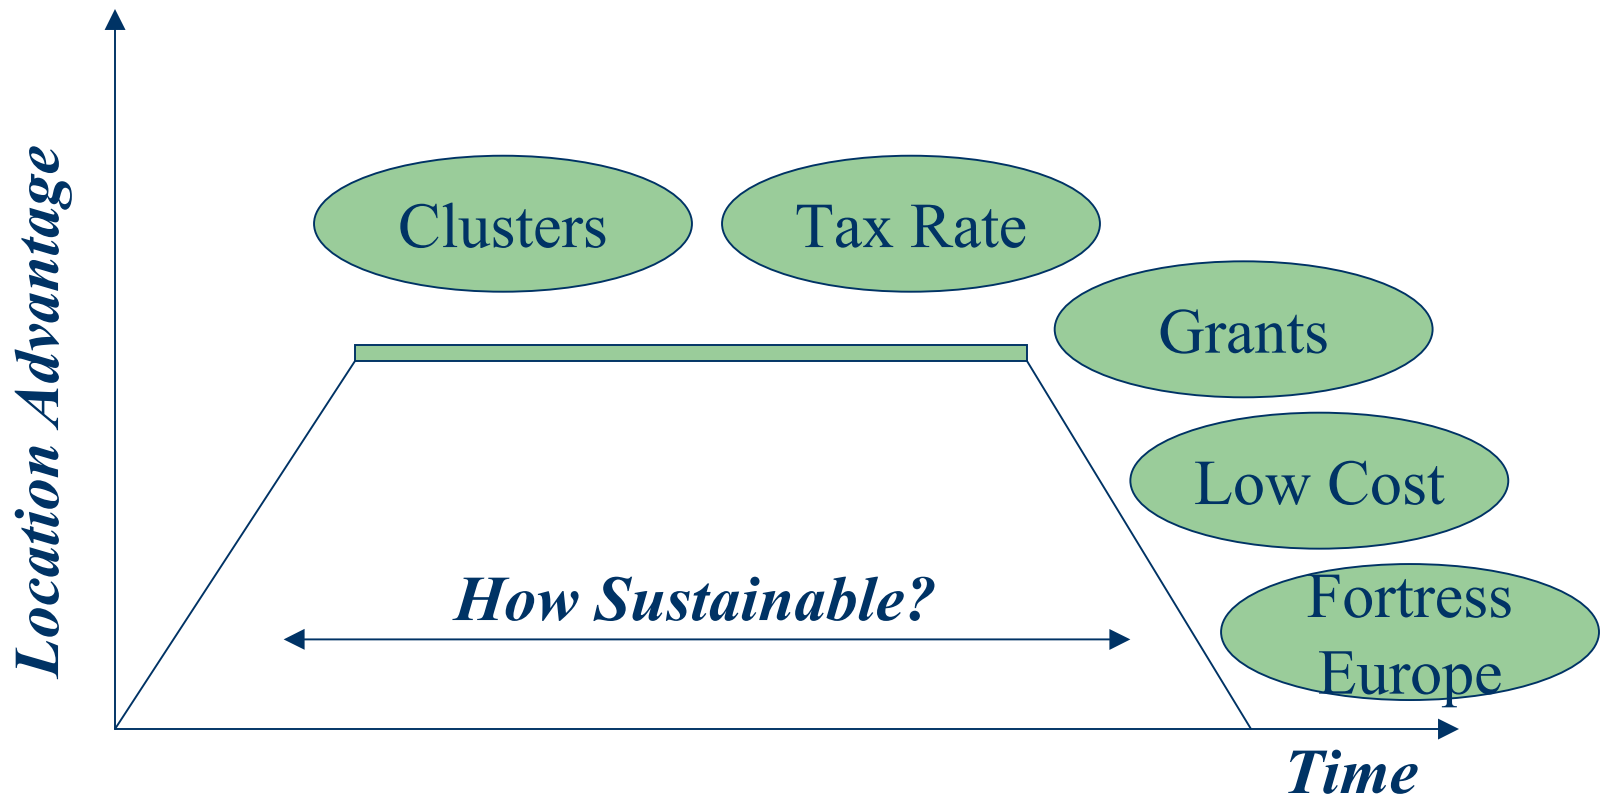 Location Advantage
Clusters
Tax Rate
Grants
Low Cost
Fortress
Europe
How Sustainable?
Time